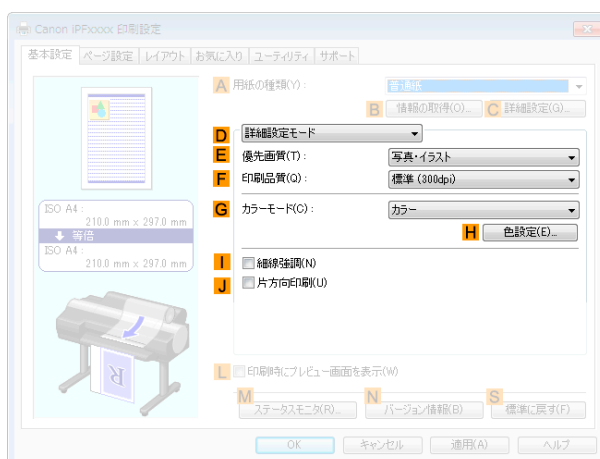 Canon iPFxxxx 印刷設定
基本設定 ページ設定 レイアウト お気に入り ユーティリティ サポート
A 用紙の種類(Y): 普通紙
B 情報の取得(O)... C 詳細設定(G)...
D 詳細設定モード
E 優先画質(T): 写真・イラスト
F 印刷品質(Q): 標準 (300dpi)
G カラーモード(C): カラー
H 色設定(E)...
I 細線強調(N)
J 片方向印刷(U)
ISO A4 :
210.0 mm x 297.0 mm
等倍
ISO A4 :
210.0 mm x 297.0 mm
R
L 印刷時にプレビュー画面を表示(W)
M ステータスモニタ(R)... N バージョン情報(B) S 標準に戻す(F)
OK キャンセル 適用(A) ヘルプ